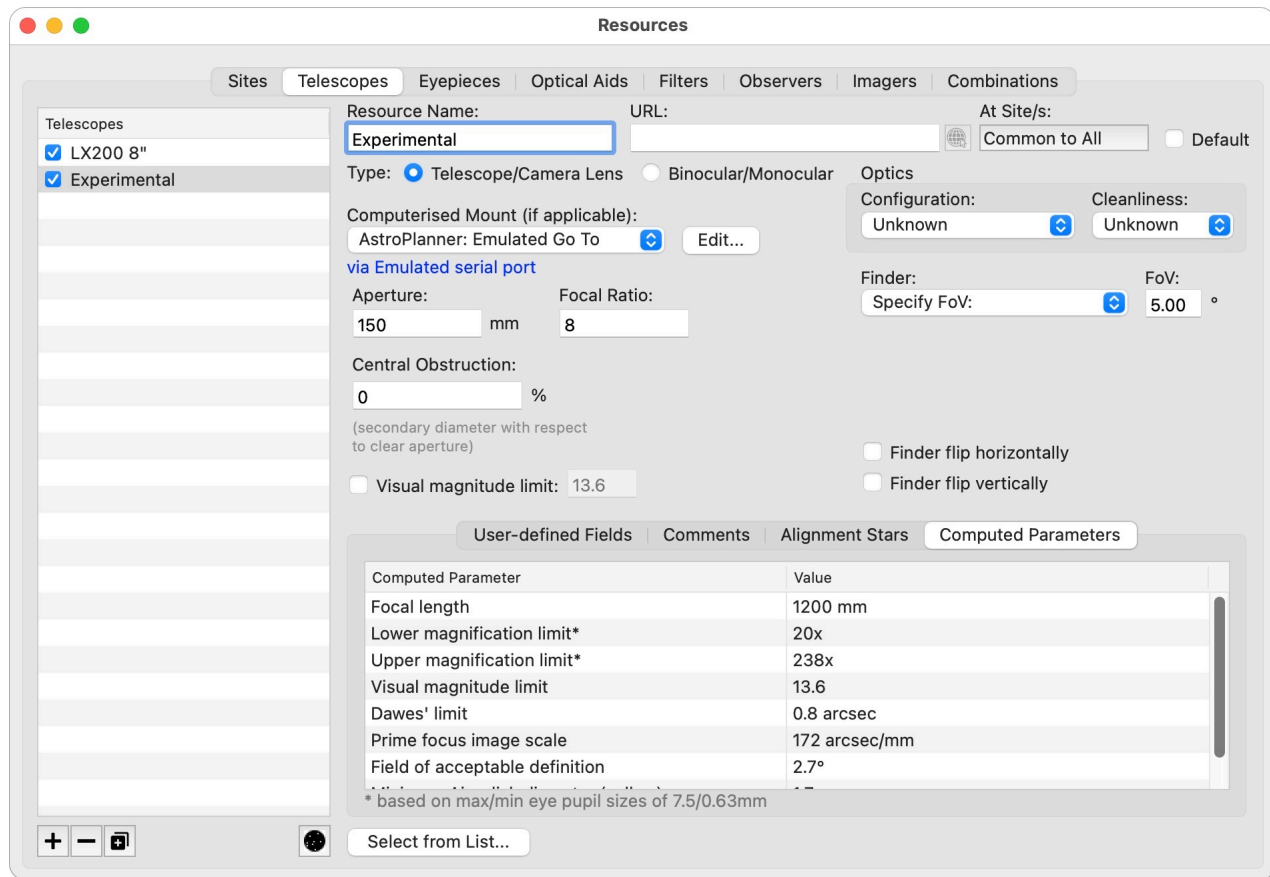 Resources
Sites Telescopes Eyepieces Optical Aids Filters Observers Imagers Combinations
Telescopes
LX200 8"
Experimental
Resource Name: URL: At Site/s:
Experimental Common to All Default
Type: Telescope/Camera Lens Binocular/Monocular
Optics
Configuration: Cleanliness:
Unknown Unknown
Computerised Mount (if applicable):
AstroPlanner: Emulated Go To Edit...
via Emulated serial port
Finder: FoV:
Specify FoV: 5.00 °
Aperture: Focal Ratio:
150 mm 8
Central Obstruction:
0 %
(secondary diameter with respect
to clear aperture)
Finder flip horizontally
Finder flip vertically
Visual magnitude limit: 13.6
User-defined Fields Comments Alignment Stars Computed Parameters
Computed Parameter Value
Focal length 1200 mm
Lower magnification limit* 20x
Upper magnification limit* 238x
Visual magnitude limit 13.6
Dawes' limit 0.8 arcsec
Prime focus image scale 172 arcsec/mm
Field of acceptable definition 2.7°
* based on max/min eye pupil sizes of 7.5/0.63mm
Select from List...